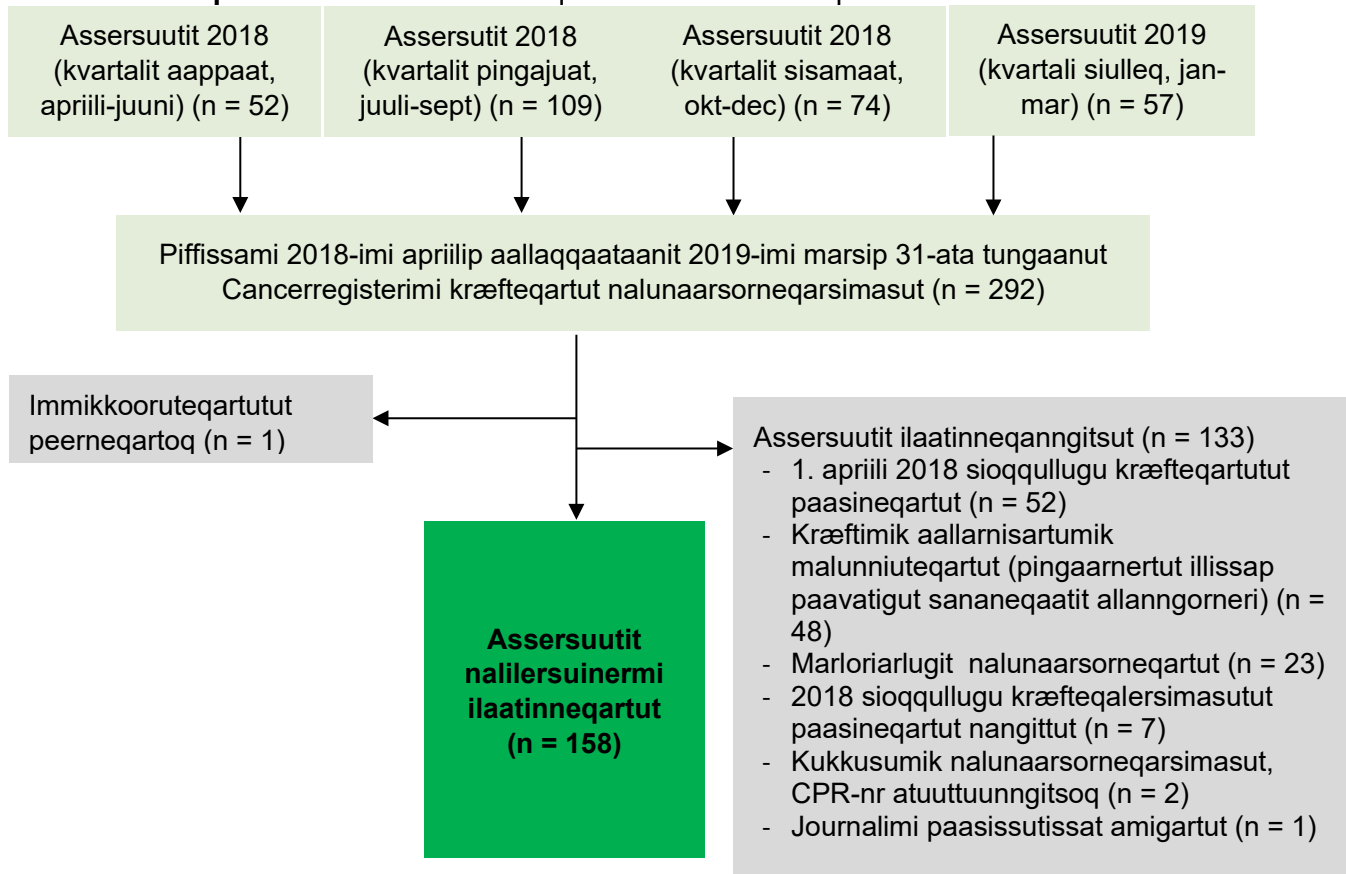 Assersuutit 2018
(kvartalit aappaat,
apriili-juuni) (n = 52)
Assersutit 2018
(kvartalit pingajuat,
juuli-sept) (n = 109)
Assersuutit 2018
(kvartalit sisamaat,
okt-dec) (n = 74)
Assersuutit 2019
(kvartali siulleq, jan-
mar) (n = 57)
Piffissami 2018-imi apriilip aallaqqaataanit 2019-imi marsip 31-ata tungaanut
Cancerregisterimi kræfteqartut nalunaarsorneqarsimasut (n = 292)
Immikkooruteqartutut
peerneqartoq (n = 1)
Assersuutit ilaatinneqanngitsut (n = 133)
- 1. apriili 2018 sioqqullugu kræfteqartutut
paasineqartut (n = 52)
- Kræftimik aallarnisartumik
malunniuteqartut (pingaarnertut illissap
paavatigut sananeqaatit allanngorneri) (n =
48)
- Marloriarlugit nalunaarsorneqartut (n = 23)
- 2018 sioqqullugu kræfteqalersimasutut
paasineqartut nangittut (n = 7)
- Kukkusumik nalunaarsorneqarsimasut,
CPR-nr atuuttuunngitsoq (n = 2)
- Journalimi paasissutissat amigartut (n = 1)
Assersuutit
nalilersuinermi
ilaatinneqartut
(n = 158)